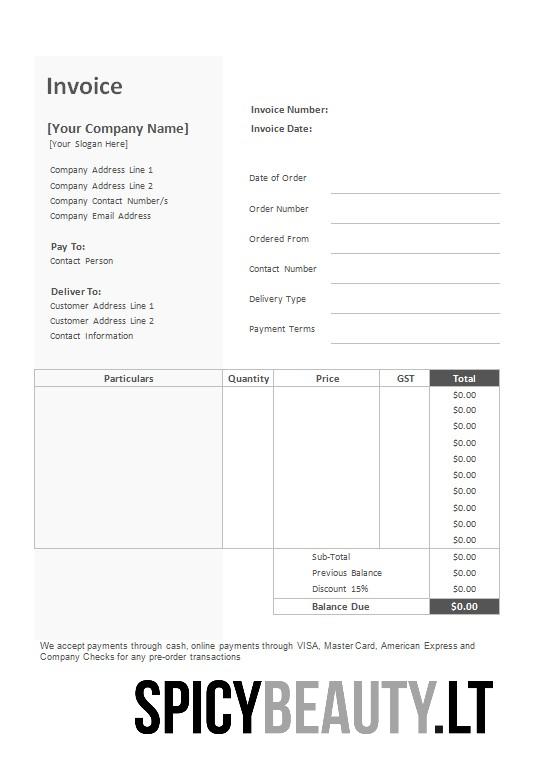 Invoice
[Your Company Name]
[Your Slogan Here]
Company Address Line 1
Company Address Line 2
Company Contact Number/s
Company Email Address
Pay To:
Contact Person
Deliver To:
Customer Address Line 1
Customer Address Line 2
Contact Information
Invoice Number:
Invoice Date:
Date of Order
Order Number
Ordered From
Contact Number
Delivery Type
Payment Terms
Particulars Quantity Price GST Total
$0.00
$0.00
$0.00
$0.00
$0.00
$0.00
$0.00
$0.00
$0.00
$0.00
Sub-Total $0.00
Previous Balance $0.00
Discount 15% $0.00
Balance Due $0.00
We accept payments through cash, online payments through VISA, Master Card, American Express and
Company Checks for any pre-order transactions
SPICYBEAUTY.LT